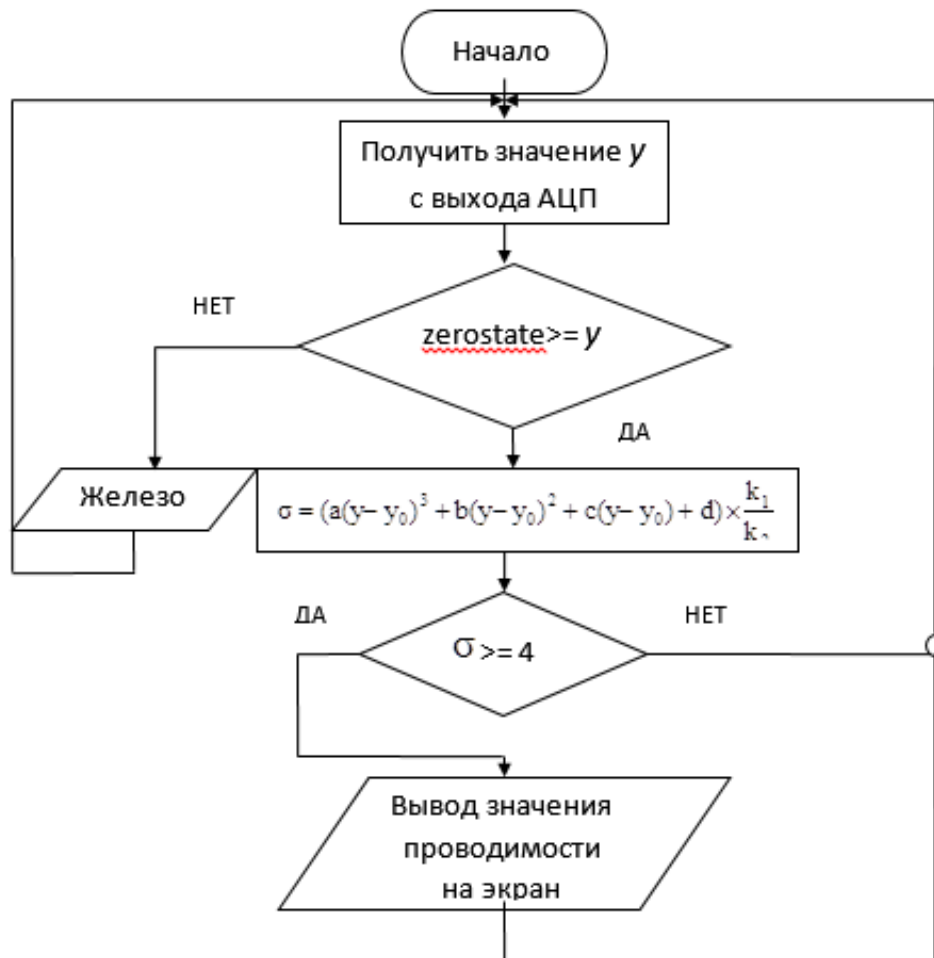 Начало
Получить значение y
с выхода АЦП
НЕТ
zerostate>= y
ДА
Железо
σ = (a(y− y₀)³ + b(y− y₀)² + c(y− y₀) + d)× k₁/k
ДА
НЕТ
σ >= 4
Вывод значения
проводимости
на экран